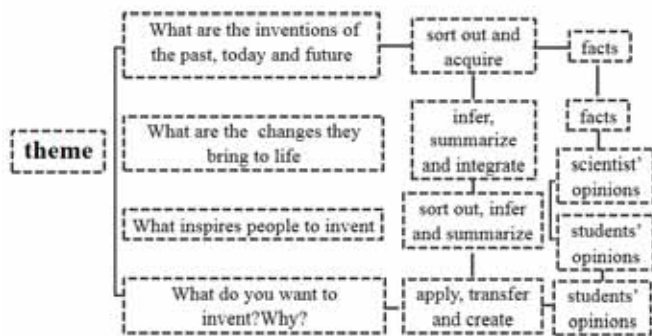 What are the inventions of
the past, today and future
sort out and
acquire
facts
theme
What are the changes they
bring to life
infer,
summarize
and integrate
facts
scientist'
opinions
What inspires people to invent
sort out, infer
and summarize
students'
opinions
What do you want to
invent?Why?
apply, transfer
and create
students'
opinions